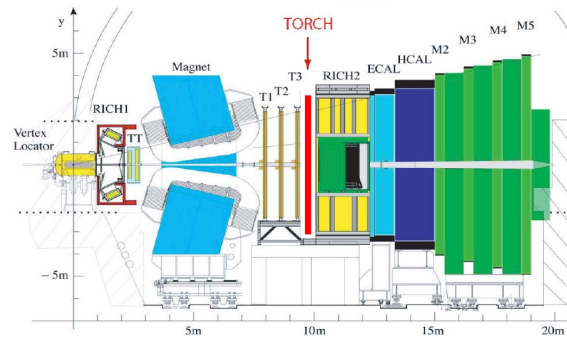 TORCH
y
5m
Magnet
T3
T2
T1
RICH2
ECAL
HCAL
M2
M3
M4
M5
RICH1
TT
Vertex
Locator
− 5m
5m
10m
15m
20m
z